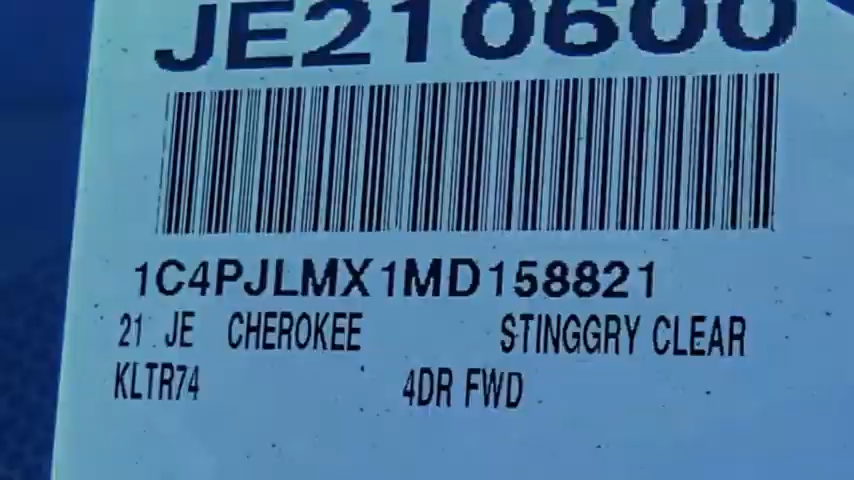 JE210600
1C4PJLMX1MD158821
21 JE CHEROKEE STINGGRY CLEAR
KLTR74 4DR FWD